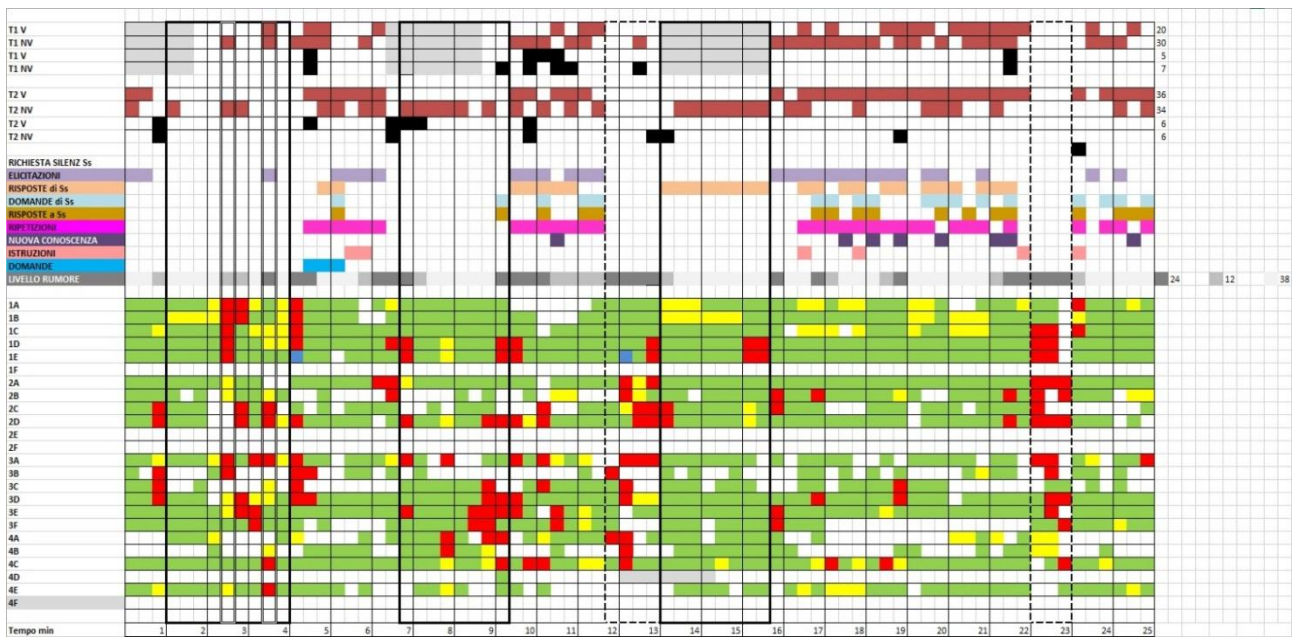 T1 V 20
T1 NV 30
T1 V 5
T1 NV 7
T2 V 36
T2 NV 34
T2 V 6
T2 NV 6
RICHIESTA SILENZ Ss
ELICITAZIONI
RISPOSTE di Ss
DOMANDE di Ss
RISPOSTE a Ss
RIPETIZIONI
NUOVA CONOSCENZA
ISTRUZIONI
DOMANDE
LIVELLO RUMORE 24 12 38
1A
1B
1C
1D
1E
1F
2A
2B
2C
2D
2E
2F
3A
3B
3C
3D
3E
3F
4A
4B
4C
4D
4E
4F
Tempo min 1 2 3 4 5 6 7 8 9 10 11 12 13 14 15 16 17 18 19 20 21 22 23 24 25